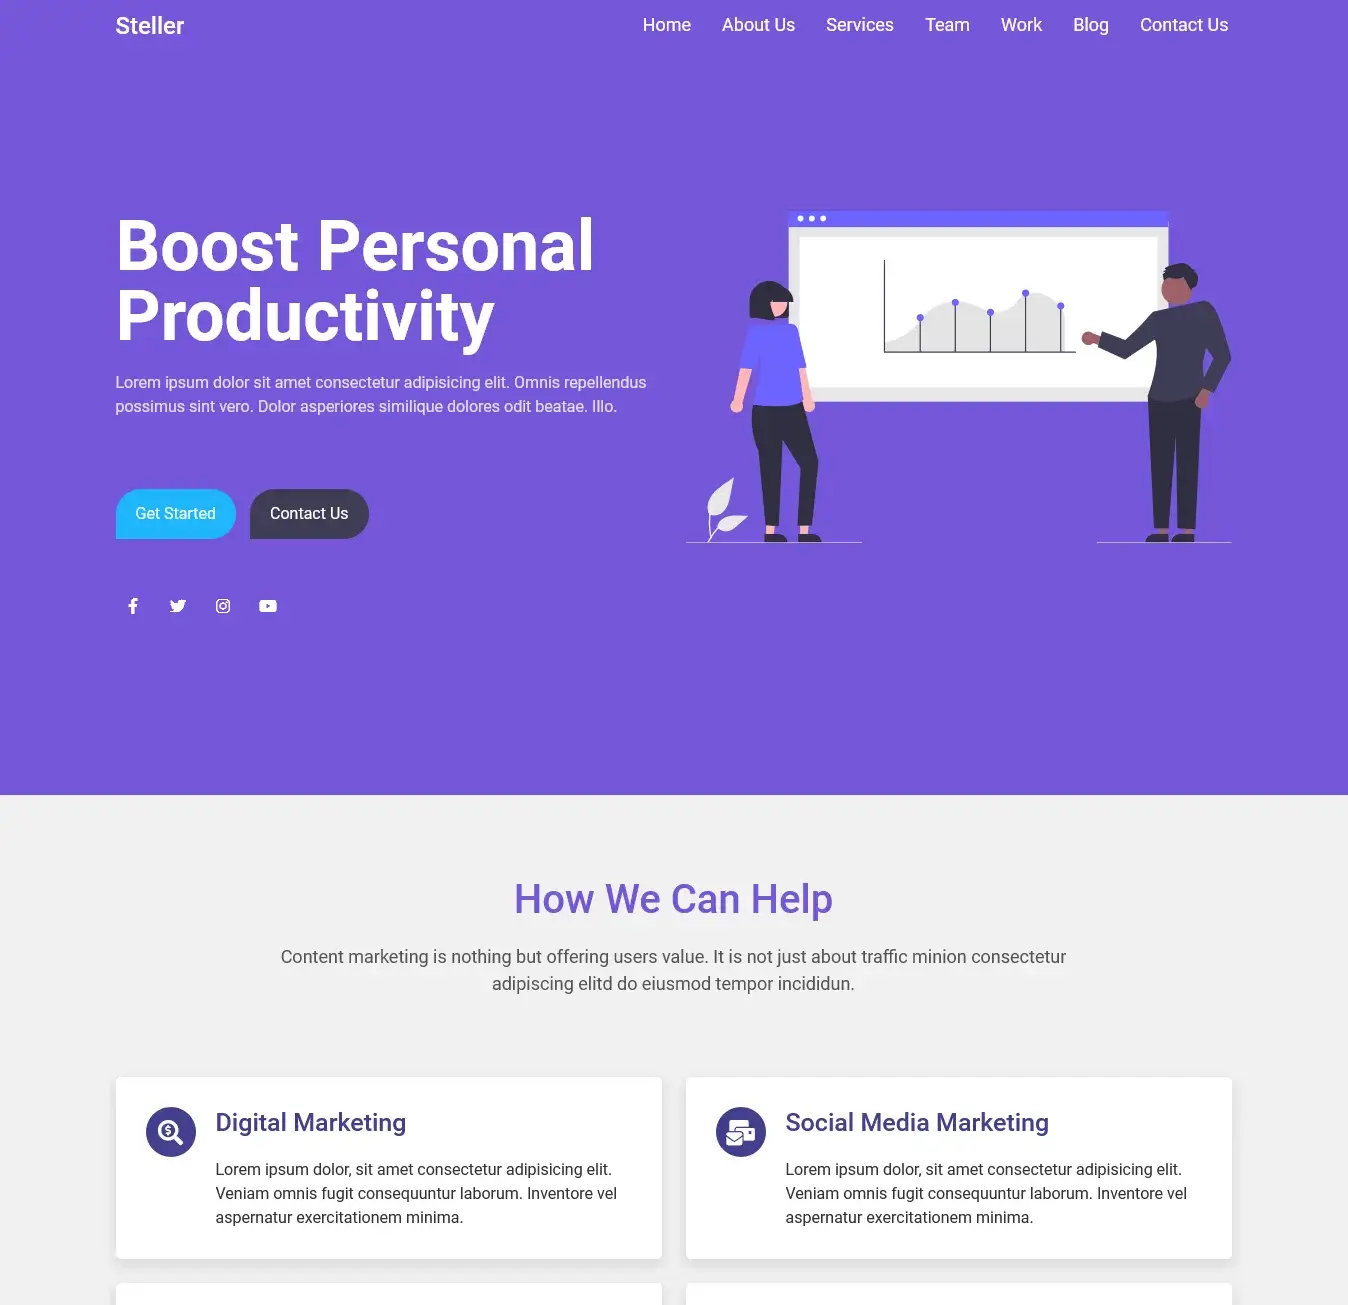 Steller
Home About Us Services Team Work Blog Contact Us
Boost Personal
Productivity
Lorem ipsum dolor sit amet consectetur adipisicing elit. Omnis repellendus
possimus sint vero. Dolor asperiores similique dolores odit beatae. Illo.
Get Started
Contact Us
How We Can Help
Content marketing is nothing but offering users value. It is not just about traffic minion consectetur
adipiscing elitd do eiusmod tempor incididun.
Digital Marketing
Lorem ipsum dolor, sit amet consectetur adipisicing elit.
Veniam omnis fugit consequuntur laborum. Inventore vel
aspernatur exercitationem minima.
Social Media Marketing
Lorem ipsum dolor, sit amet consectetur adipisicing elit.
Veniam omnis fugit consequuntur laborum. Inventore vel
aspernatur exercitationem minima.